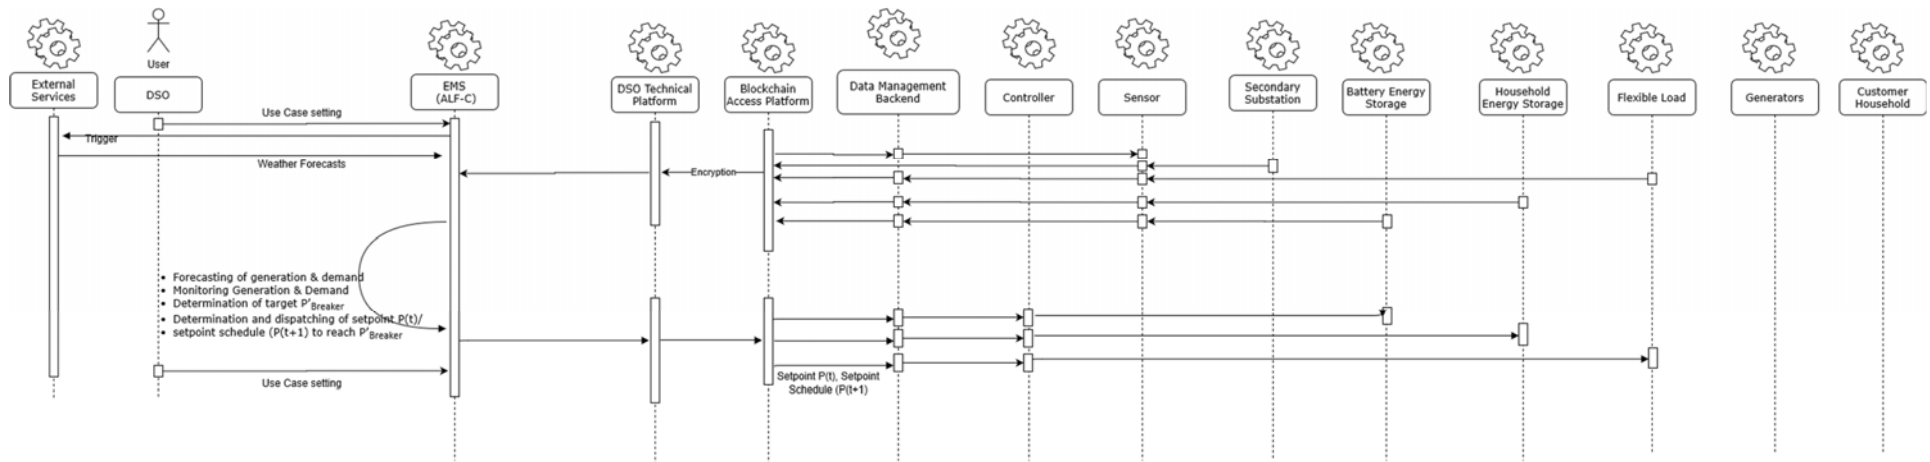 User
External
Services
DSO
EMS
(ALF-C)
DSO Technical
Platform
Blockchain
Access Platform
Data Management
Backend
Controller
Sensor
Secondary
Substation
Battery Energy
Storage
Household
Energy Storage
Flexible Load
Generators
Customer
Household
Use Case setting
Trigger
Weather Forecasts
Encryption
• Forecasting of generation & demand
• Monitoring Generation & Demand
• Determination of target P'Breaker
• Determination and dispatching of setpoint P(t)/
• setpoint schedule (P(t+1) to reach P'Breaker
Use Case setting
Setpoint P(t), Setpoint
Schedule (P(t+1)